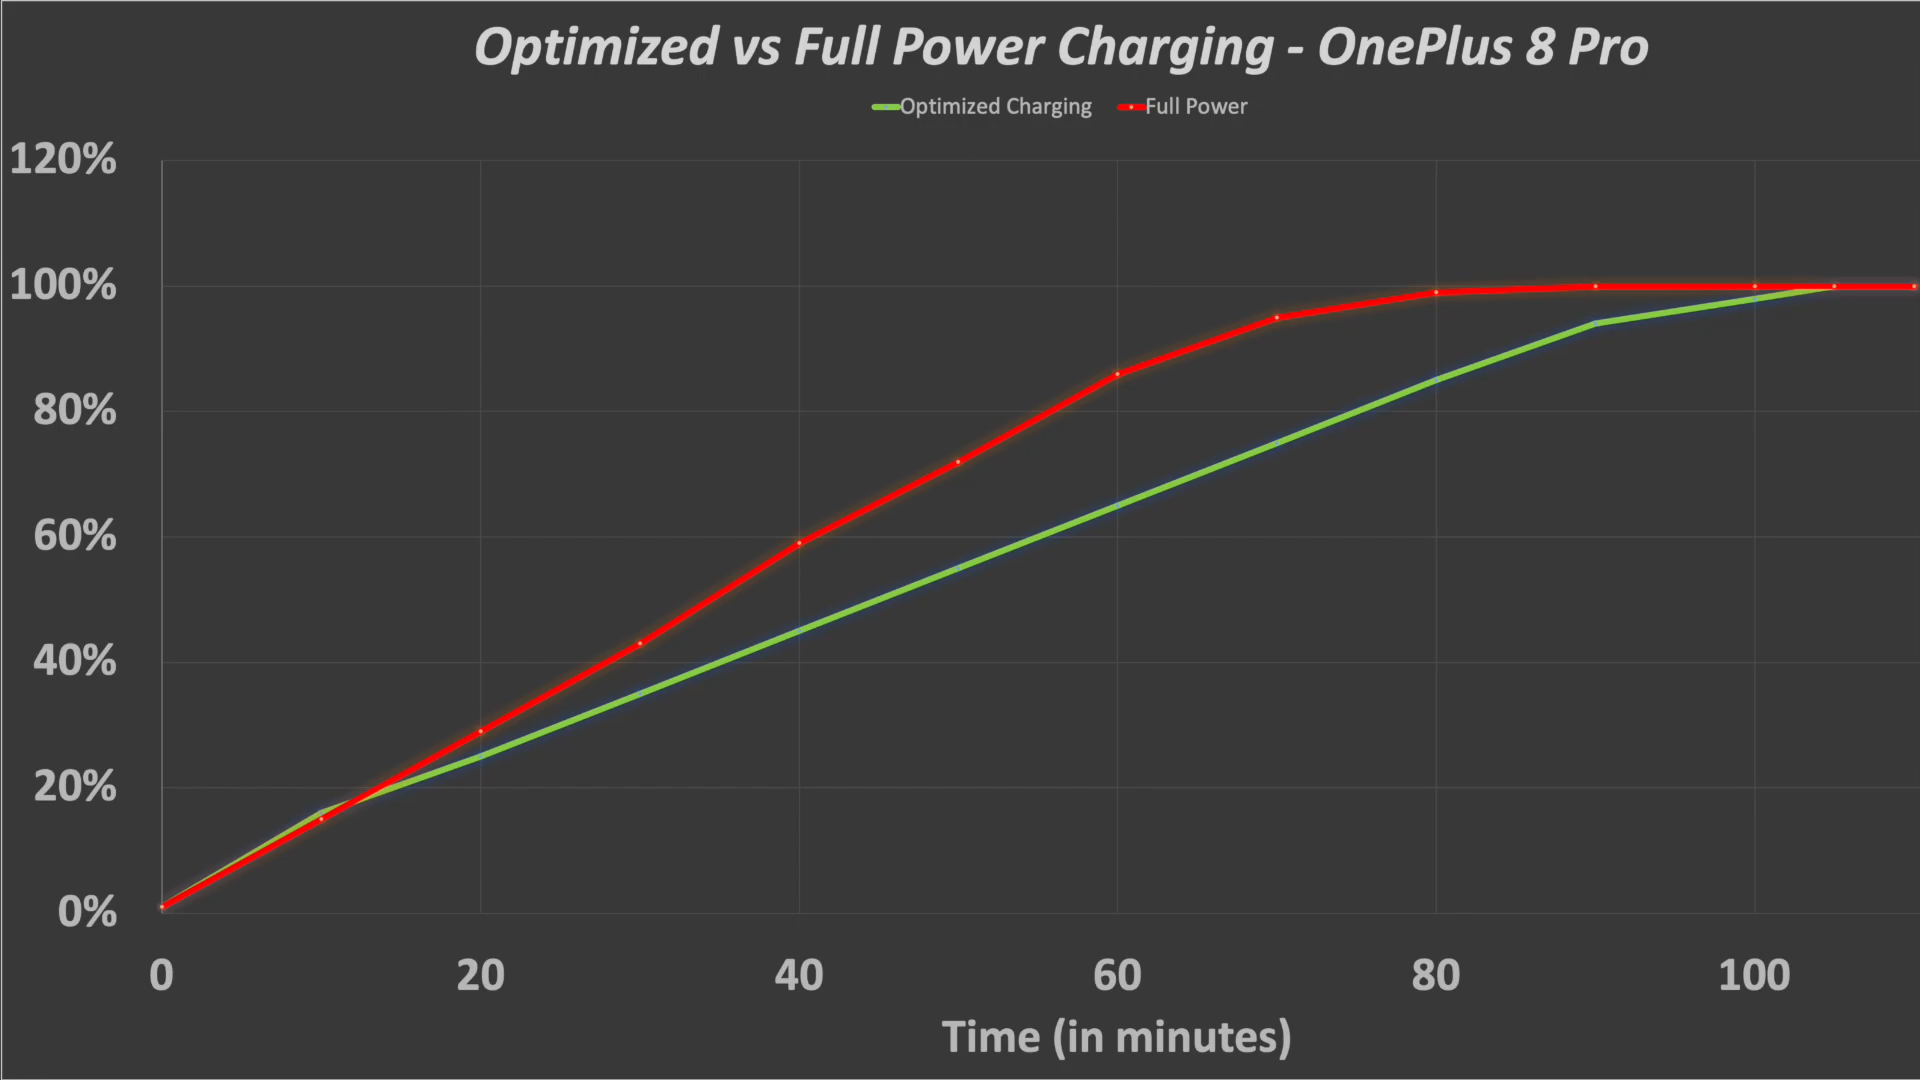 Optimized vs Full Power Charging - OnePlus 8 Pro
Optimized Charging Full Power
120%
100%
80%
60%
40%
20%
0%
0 20 40 60 80 100
Time (in minutes)